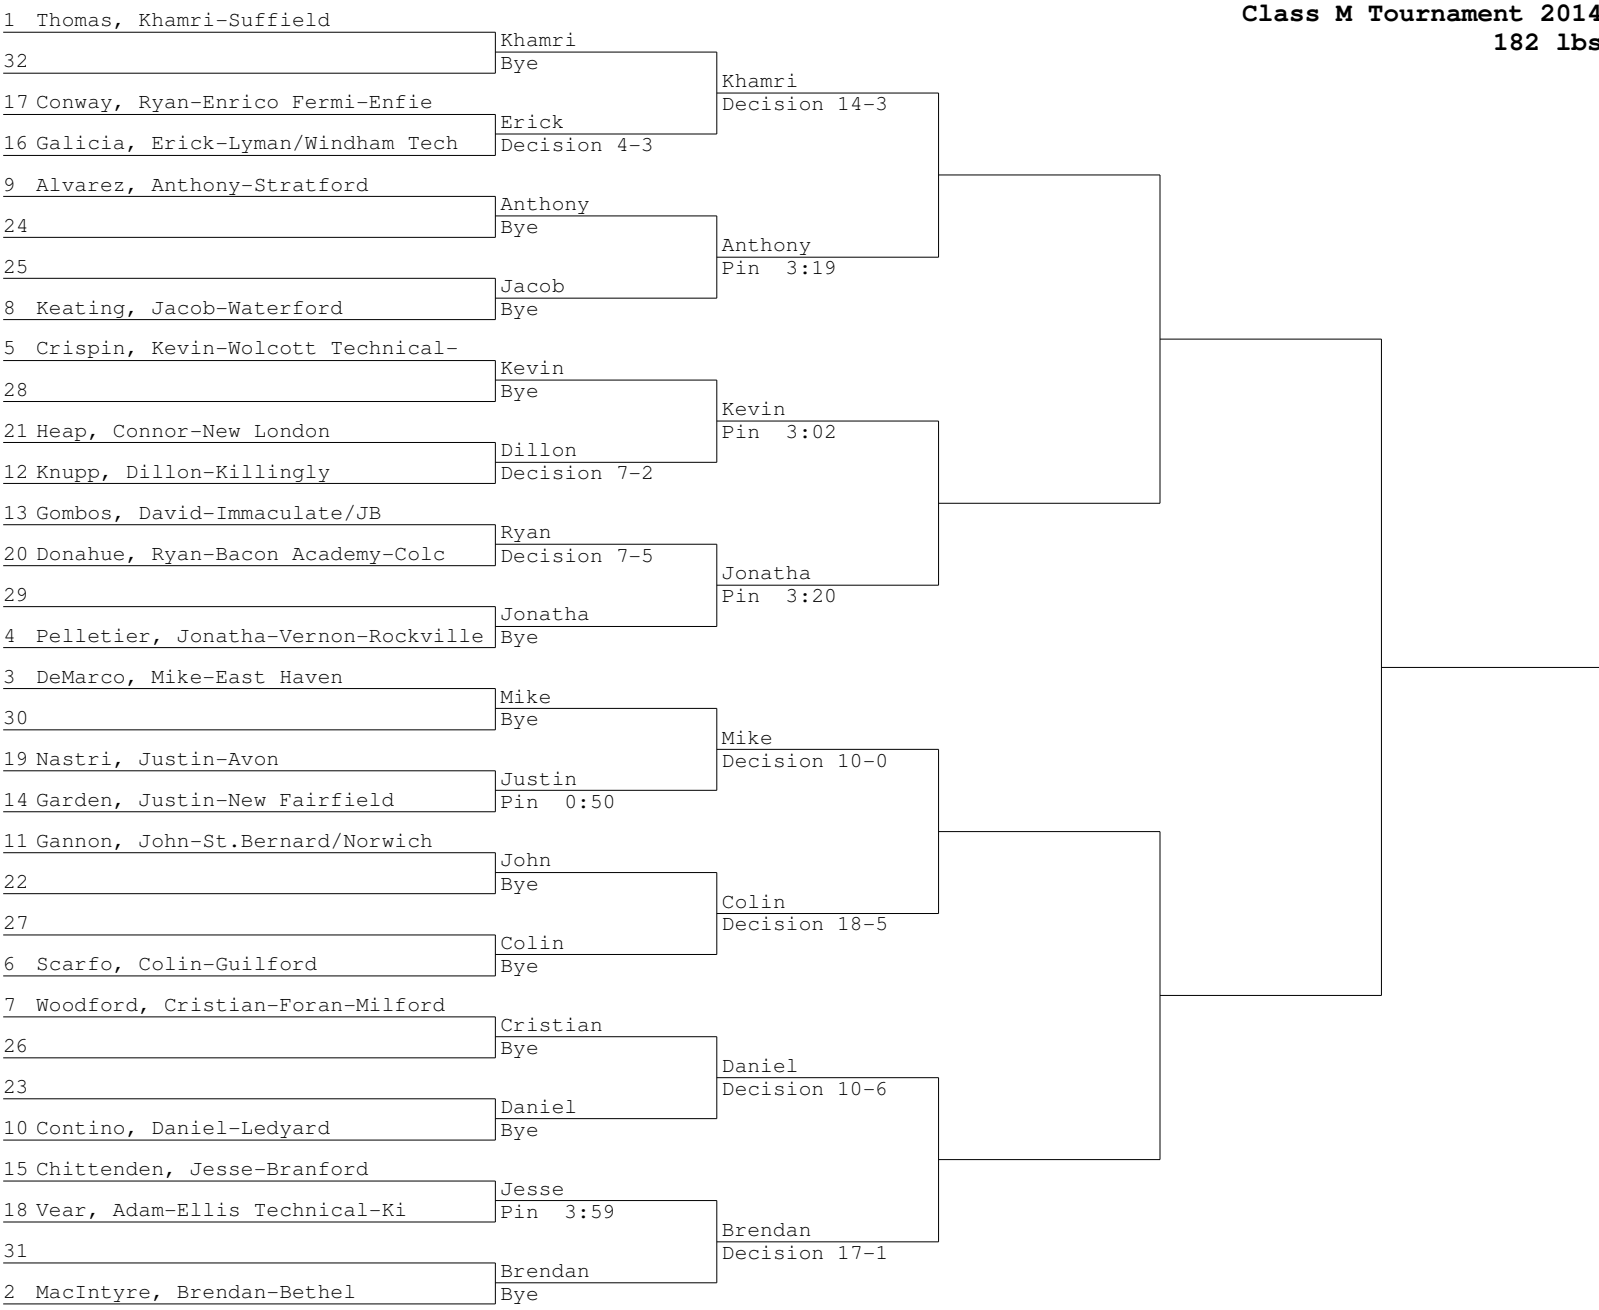 Class M Tournament 2014
182 lbs
1 Thomas, Khamri-Suffield
32
17 Conway, Ryan-Enrico Fermi-Enfie
16 Galicia, Erick-Lyman/Windham Tech
9 Alvarez, Anthony-Stratford
24
25
8 Keating, Jacob-Waterford
5 Crispin, Kevin-Wolcott Technical-
28
21 Heap, Connor-New London
12 Knupp, Dillon-Killingly
13 Gombos, David-Immaculate/JB
20 Donahue, Ryan-Bacon Academy-Colc
29
4 Pelletier, Jonatha-Vernon-Rockville
3 DeMarco, Mike-East Haven
30
19 Nastri, Justin-Avon
14 Garden, Justin-New Fairfield
11 Gannon, John-St.Bernard/Norwich
22
27
6 Scarfo, Colin-Guilford
7 Woodford, Cristian-Foran-Milford
26
23
10 Contino, Daniel-Ledyard
15 Chittenden, Jesse-Branford
18 Vear, Adam-Ellis Technical-Ki
31
2 MacIntyre, Brendan-Bethel
Khamri
Bye
Erick
Decision 4-3
Anthony
Bye
Jacob
Bye
Kevin
Bye
Dillon
Decision 7-2
Ryan
Decision 7-5
Jonatha
Bye
Mike
Bye
Justin
Pin 0:50
John
Bye
Colin
Bye
Cristian
Bye
Daniel
Bye
Jesse
Pin 3:59
Brendan
Bye
Khamri
Decision 14-3
Anthony
Pin 3:19
Kevin
Pin 3:02
Jonatha
Pin 3:20
Mike
Decision 10-0
Colin
Decision 18-5
Daniel
Decision 10-6
Brendan
Decision 17-1